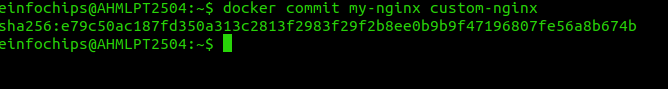 einfochips@AHMLPT2504:~$ docker commit my-nginx custom-nginx
sha256:e79c50ac187fd350a313c2813f2983f29f2b8ee0b9b9f47196807fe56a8b674b
einfochips@AHMLPT2504:~$